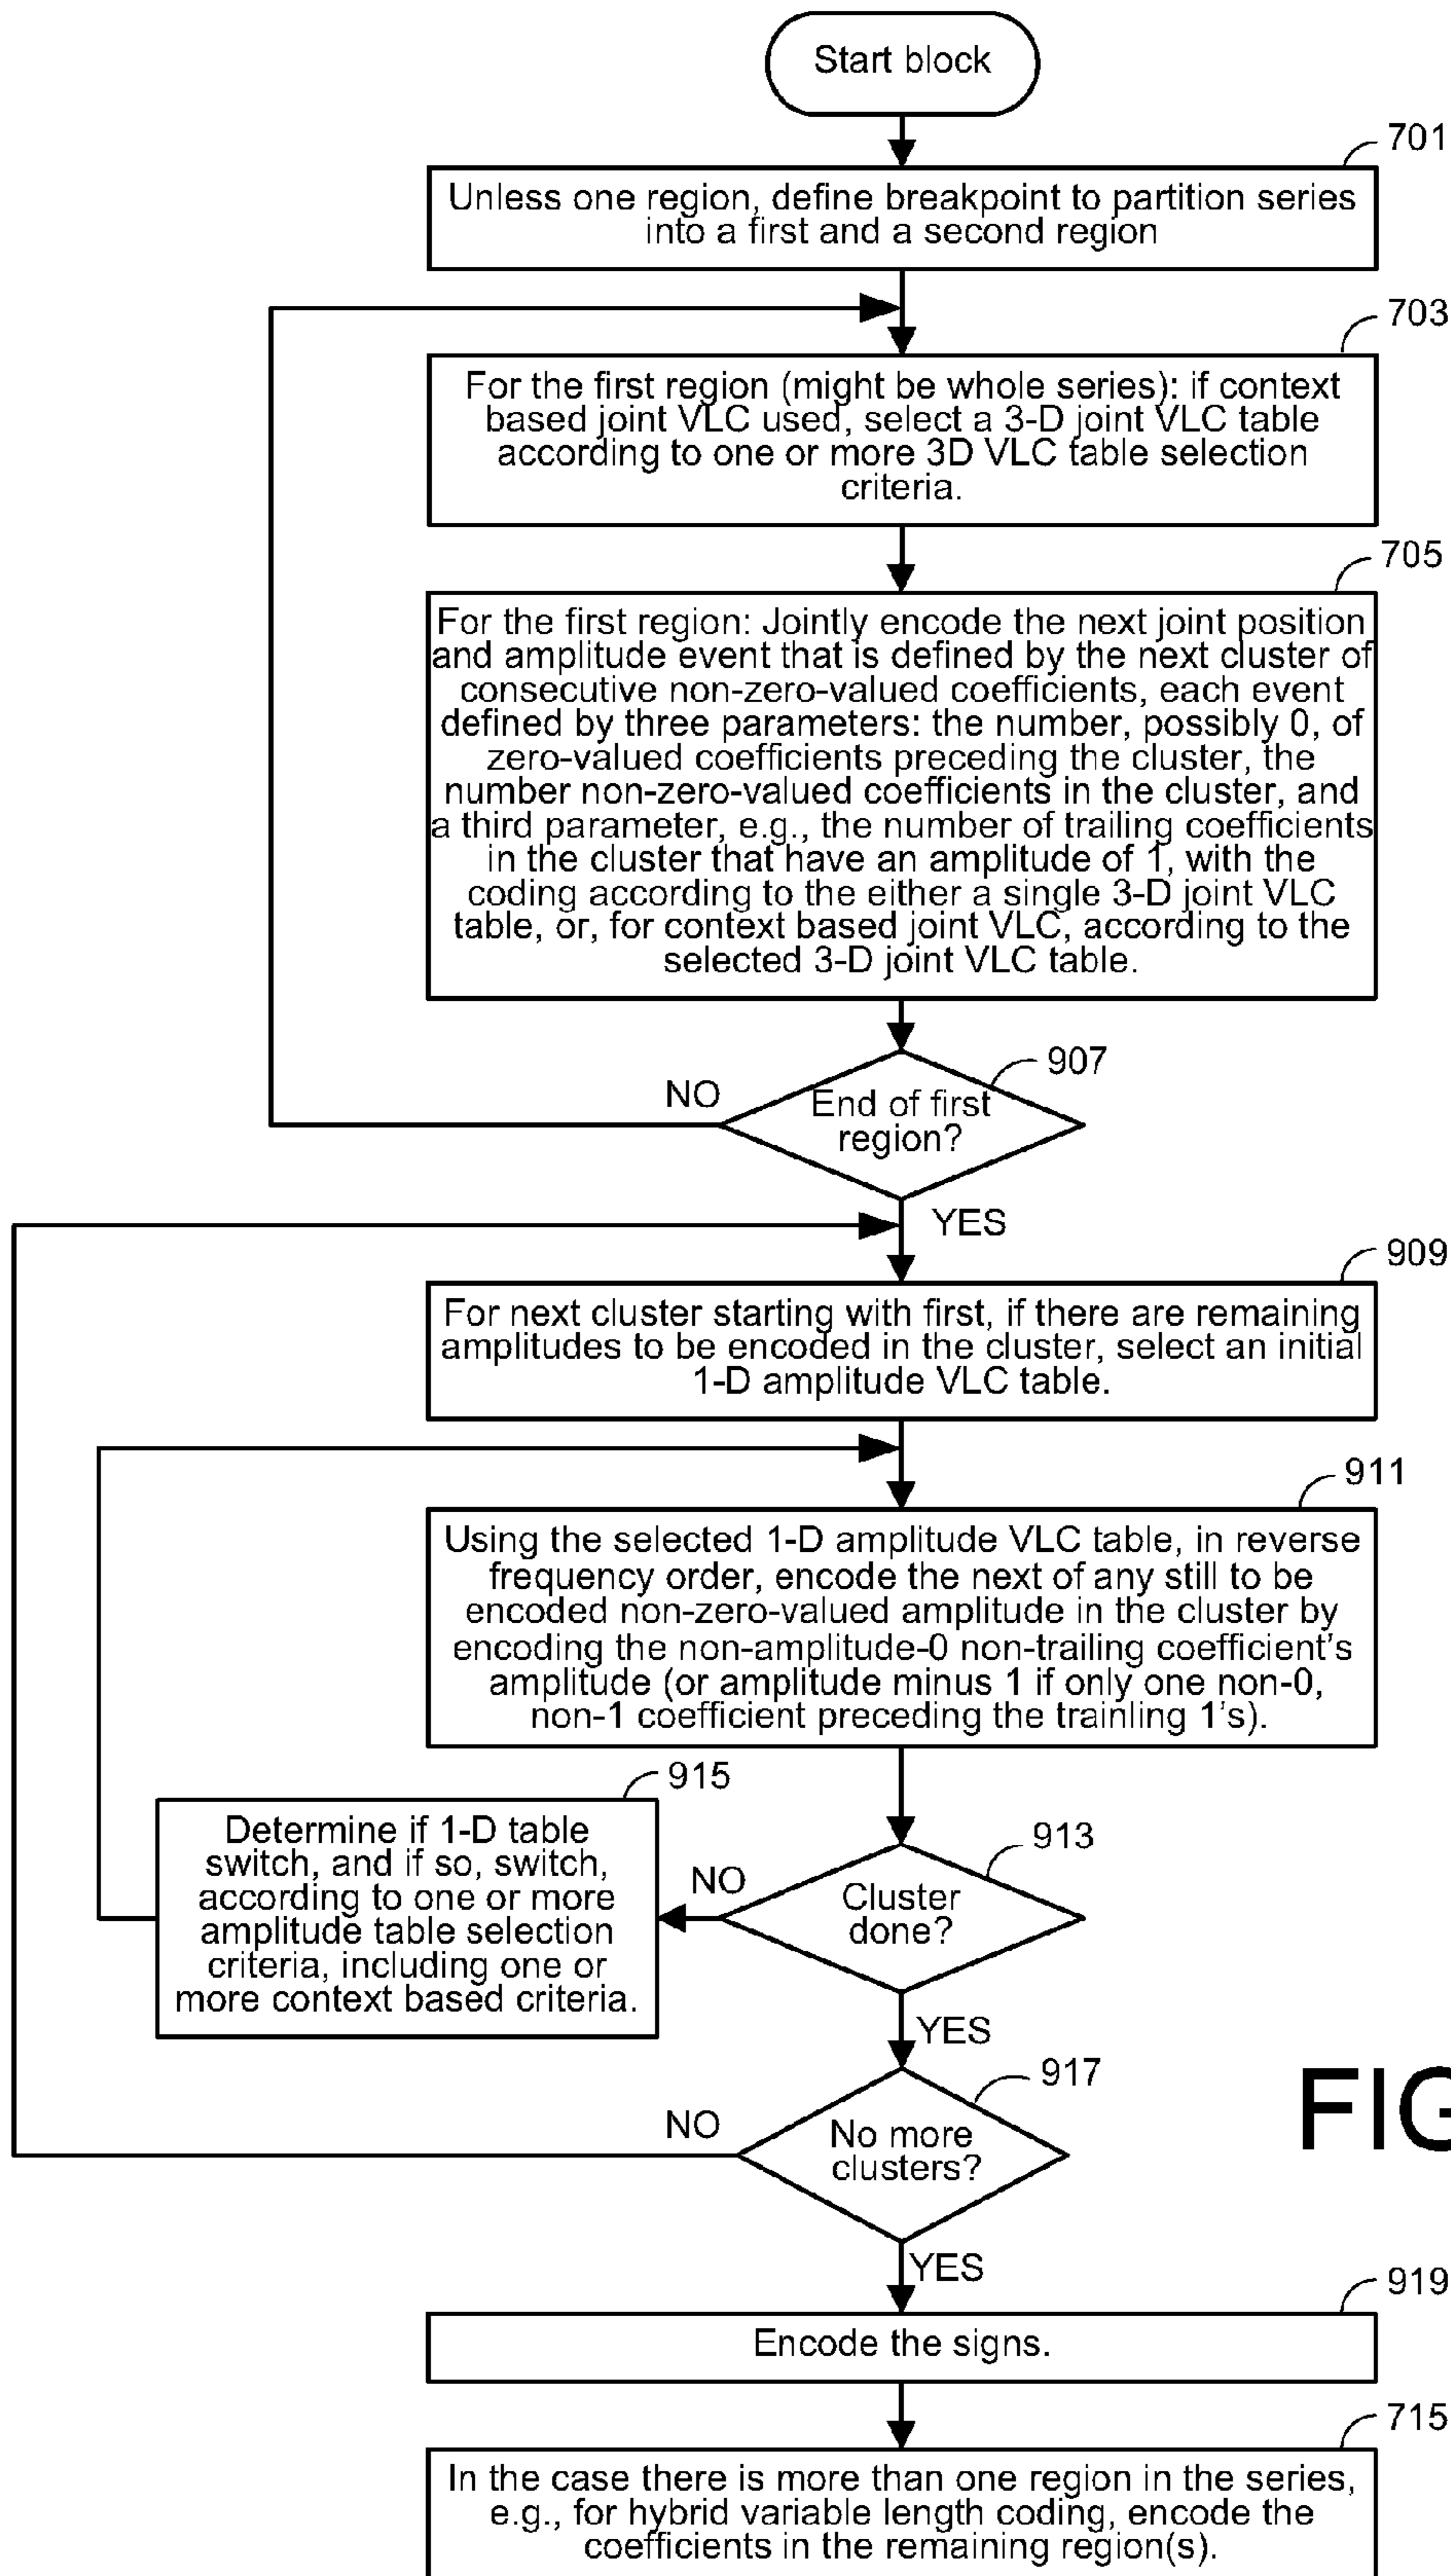 Start block
701
Unless one region, define breakpoint to partition series
into a first and a second region
703
For the first region (might be whole series): if context
based joint VLC used, select a 3-D joint VLC table
according to one or more 3D VLC table selection
criteria.
705
For the first region: Jointly encode the next joint position
and amplitude event that is defined by the next cluster of
consecutive non-zero-valued coefficients, each event
defined by three parameters: the number, possibly 0, of
zero-valued coefficients preceding the cluster, the
number non-zero-valued coefficients in the cluster, and
a third parameter, e.g., the number of trailing coefficients
in the cluster that have an amplitude of 1, with the
coding according to the either a single 3-D joint VLC
table, or, for context based joint VLC, according to the
selected 3-D joint VLC table.
907
NO
End of first
region?
YES
909
For next cluster starting with first, if there are remaining
amplitudes to be encoded in the cluster, select an initial
1-D amplitude VLC table.
911
Using the selected 1-D amplitude VLC table, in reverse
frequency order, encode the next of any still to be
encoded non-zero-valued amplitude in the cluster by
encoding the non-amplitude-0 non-trailing coefficient's
amplitude (or amplitude minus 1 if only one non-0,
non-1 coefficient preceding the trainling 1's).
915
Determine if 1-D table
switch, and if so, switch,
according to one or more
amplitude table selection
criteria, including one or
more context based criteria.
913
NO
Cluster
done?
YES
917
NO
No more
clusters?
FIG
YES
919
Encode the signs.
715
In the case there is more than one region in the series,
e.g., for hybrid variable length coding, encode the
coefficients in the remaining region(s).